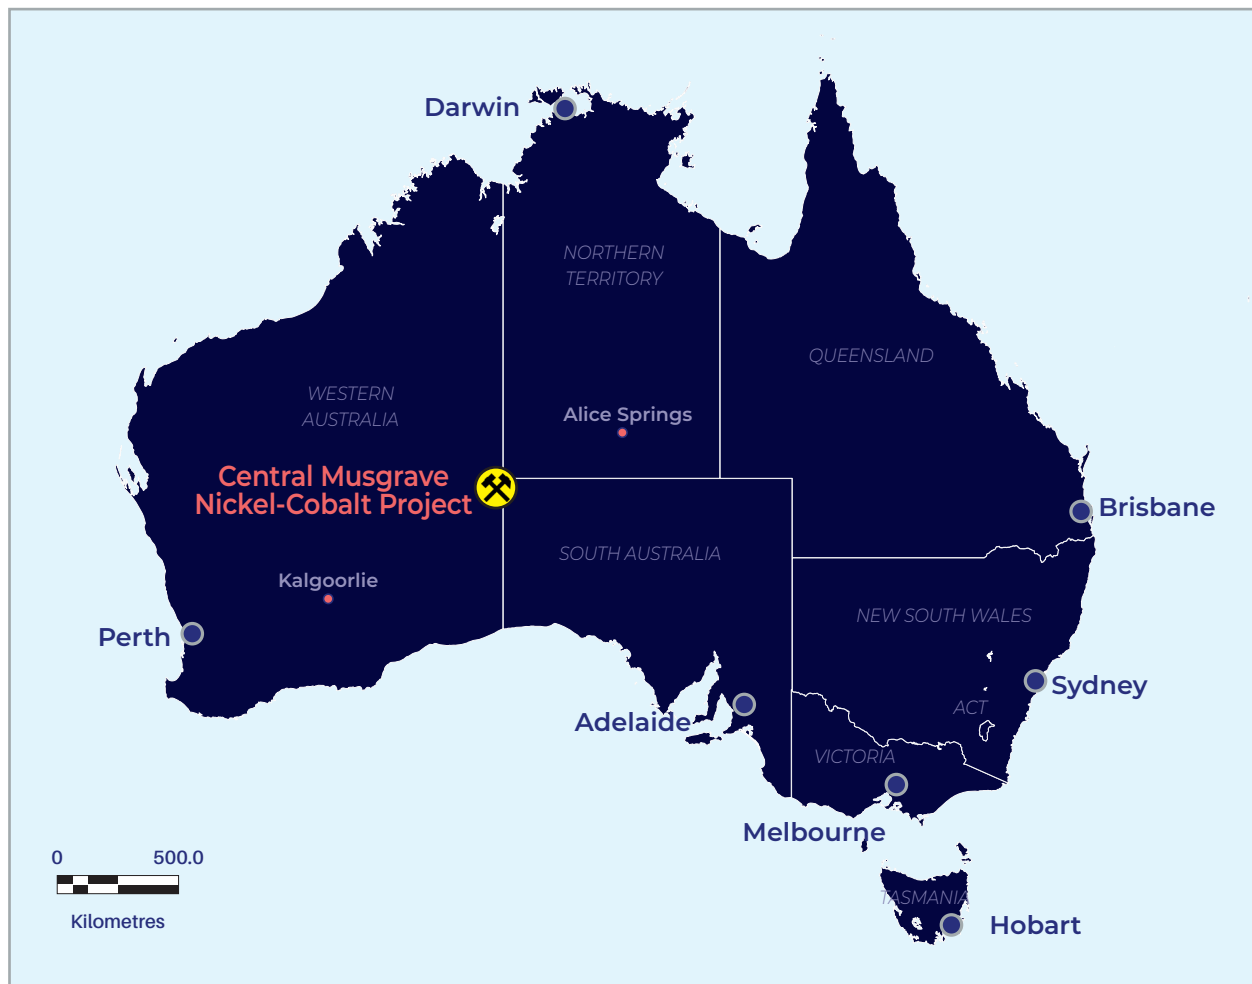 Darwin
NORTHERN
TERRITORY
QUEENSLAND
WESTERN
AUSTRALIA
Alice Springs
Central Musgrave
Nickel-Cobalt Project
Brisbane
SOUTH AUSTRALIA
Kalgoorlie
NEW SOUTH WALES
Perth
Sydney
ACT
Adelaide
VICTORIA
Melbourne
0 500.0
Kilometres
TASMANIA
Hobart